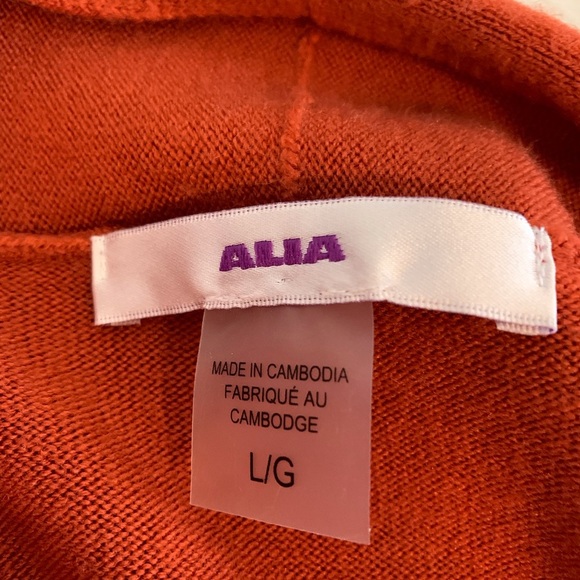 ALIA
MADE IN CAMBODIA
FABRIQUÉ AU
CAMBODGE
L/G